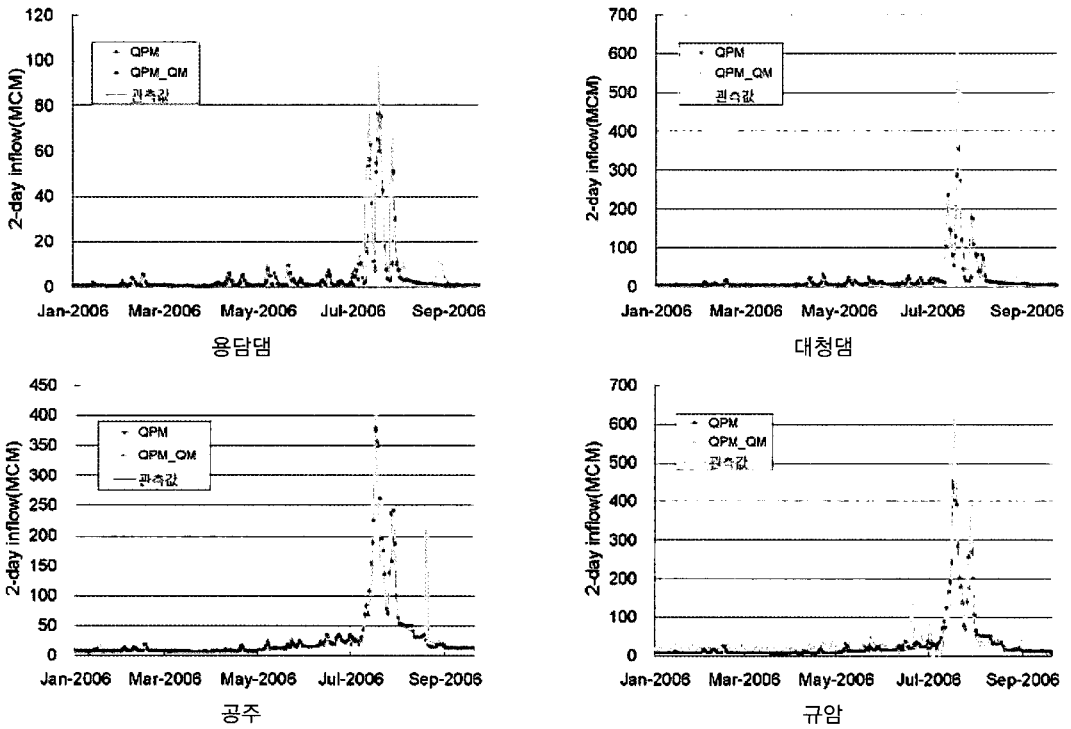 120
100
80
60
40
20
0
2-day inflow(MCM)
QPM
QPM_QM
관측값
Jan-2006 Mar-2006 May-2006 Jul-2006 Sep-2006
용담댐
700
600
500
400
300
200
100
0
2-day inflow(MCM)
QPM
QPM_QM
관측값
Jan-2006 Mar-2006 May-2006 Jul-2006 Sep-2006
대청댐
450
400
350
300
250
200
150
100
50
0
2-day inflow(MCM)
QPM
QPM_QM
관측값
Jan-2006 Mar-2006 May-2006 Jul-2006 Sep-2006
공주
700
600
500
400
300
200
100
0
2-day inflow(MCM)
QPM
QPM_QM
관측값
Jan-2006 Mar-2006 May-2006 Jul-2006 Sep-2006
규암